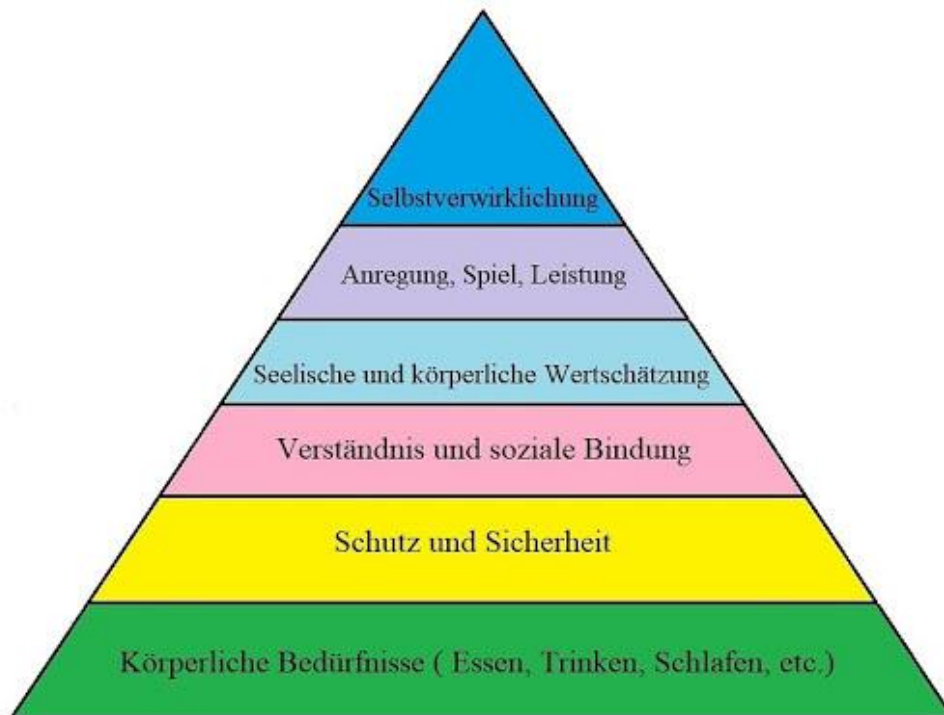 Selbstverwirklichung
Anregung, Spiel, Leistung
Seelische und körperliche Wertschätzung
Verständnis und soziale Bindung
Schutz und Sicherheit
Körperliche Bedürfnisse ( Essen, Trinken, Schlafen, etc.)